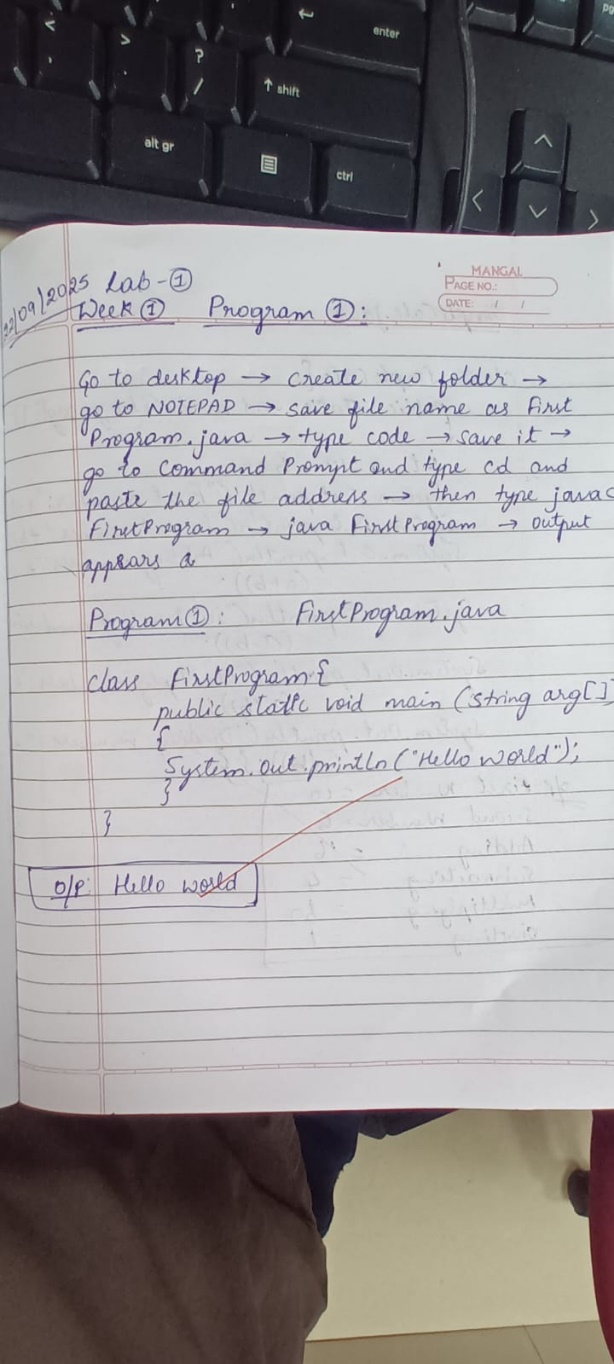 enter
<
,
>
.
?
/
↑ shift
alt gr
ctrl
pg
^
<
>
MANGAL
PAGE NO.:
DATE: / /
22/09/2025 Lab - ①
Week ① Program ①:
Go to desktop → create new folder →
go to NOTEPAD → save file name as First
Program.java → type code → save it →
go to Command Prompt and type cd and
paste the file address → then type javac
FirstProgram → java FirstProgram → output
appears
Program ①: FirstProgram.java
class FirstProgram {
public static void main (String arg[]
{
System.out.println ("Hello world");
}
}
O/P: Hello world